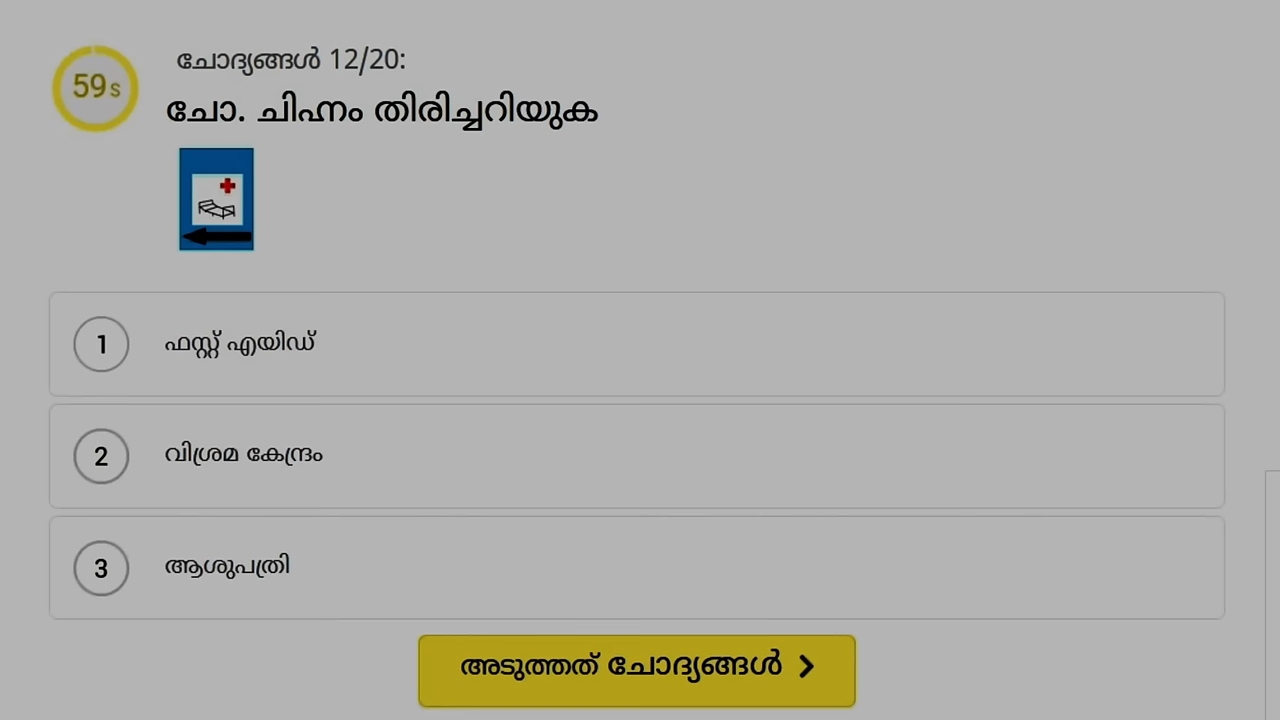 59s
ചോദ്യങ്ങൾ 12/20:
ചോ. ചിഹ്നം തിരിച്ചറിയുക
1 ഫസ്റ്റ് എയിഡ്
2 വിശ്രമ കേന്ദ്രം
3 ആശുപത്രി
അടുത്തത് ചോദ്യങ്ങൾ